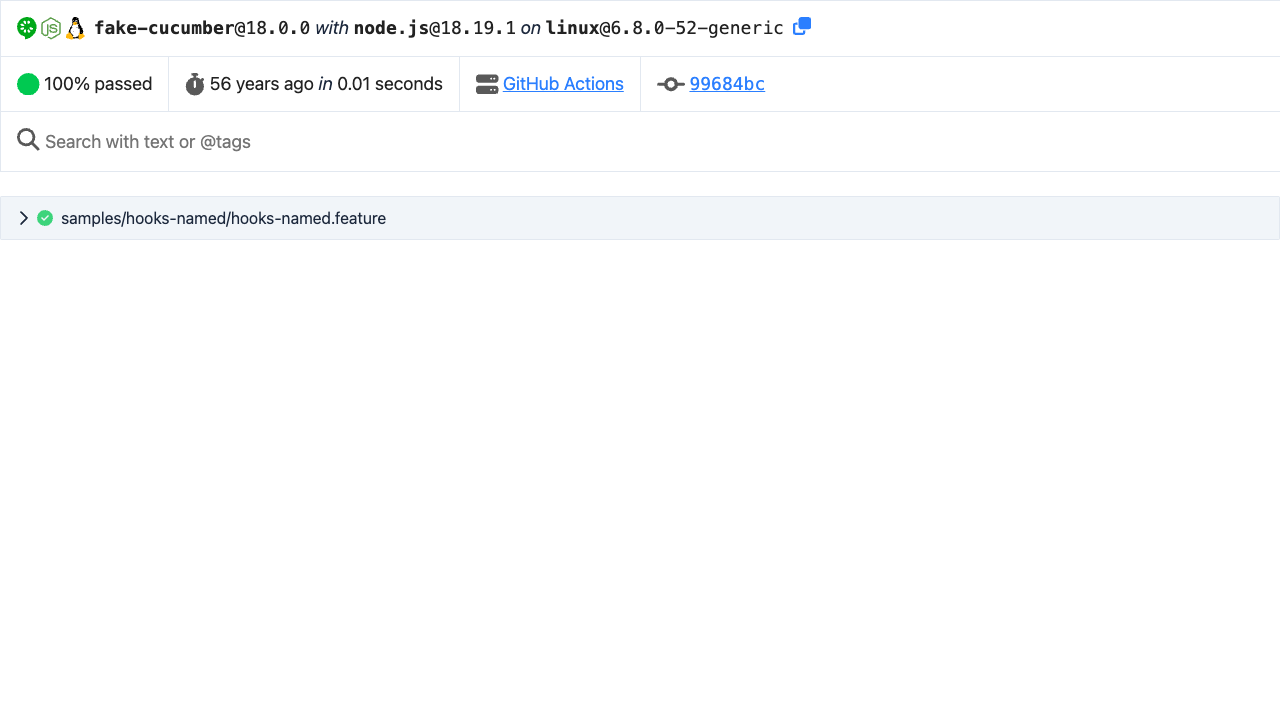 fake-cucumber@18.0.0 with node.js@18.19.1 on linux@6.8.0-52-generic
100% passed 56 years ago in 0.01 seconds GitHub Actions 99684bc
Search with text or @tags
samples/hooks-named/hooks-named.feature